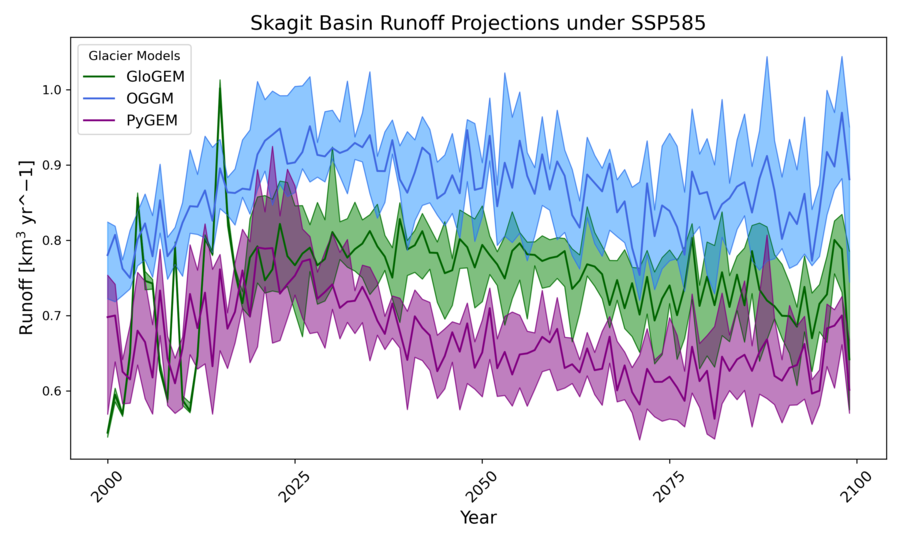 Skagit Basin Runoff Projections under SSP585
Glacier Models
GloGEM
OGGM
PyGEM
Runoff [km³ yr^−1]
1.0
0.9
0.8
0.7
0.6
2000
2025
2050
2075
2100
Year